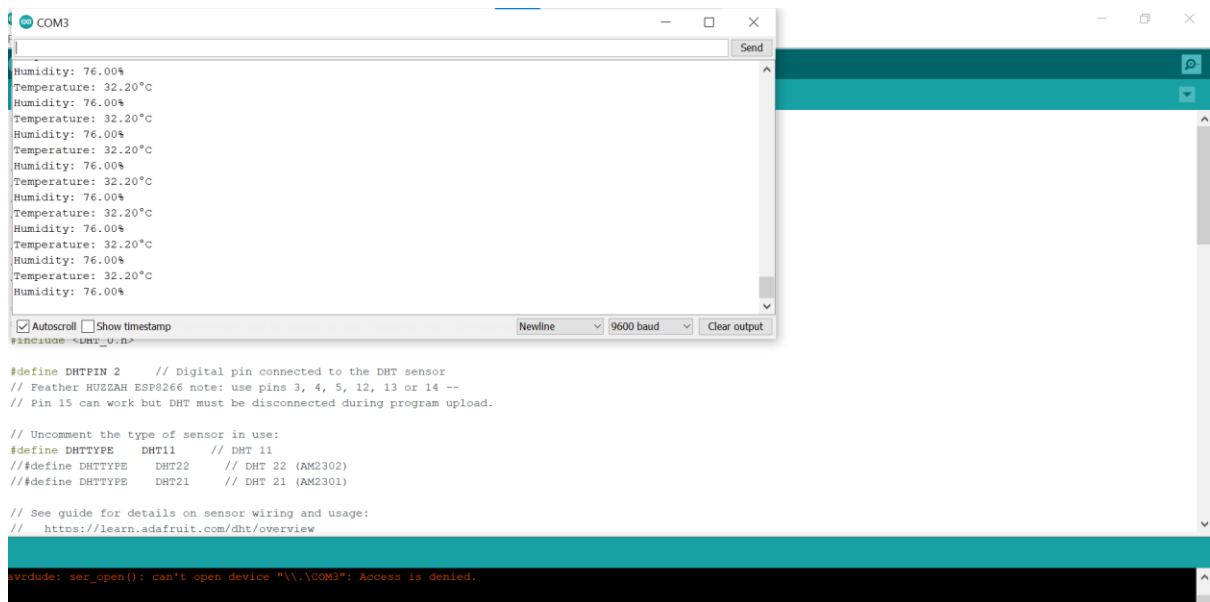 COM3
Send
Humidity: 76.00%
Temperature: 32.20°C
Humidity: 76.00%
Temperature: 32.20°C
Humidity: 76.00%
Temperature: 32.20°C
Humidity: 76.00%
Temperature: 32.20°C
Humidity: 76.00%
Temperature: 32.20°C
Humidity: 76.00%
Temperature: 32.20°C
Humidity: 76.00%
Temperature: 32.20°C
Humidity: 76.00%
Autoscroll Show timestamp Newline 9600 baud Clear output
#include <DHT_U.h>
#define DHTPIN 2 // Digital pin connected to the DHT sensor
// Feather HUZZAH ESP8266 note: use pins 3, 4, 5, 12, 13 or 14 --
// Pin 15 can work but DHT must be disconnected during program upload.
// Uncomment the type of sensor in use:
#define DHTTYPE DHT11 // DHT 11
//#define DHTTYPE DHT22 // DHT 22 (AM2302)
//#define DHTTYPE DHT21 // DHT 21 (AM2301)
// See guide for details on sensor wiring and usage:
// https://learn.adafruit.com/dht/overview
avrdude: ser_open(): can't open device "\\.\COM3": Access is denied.